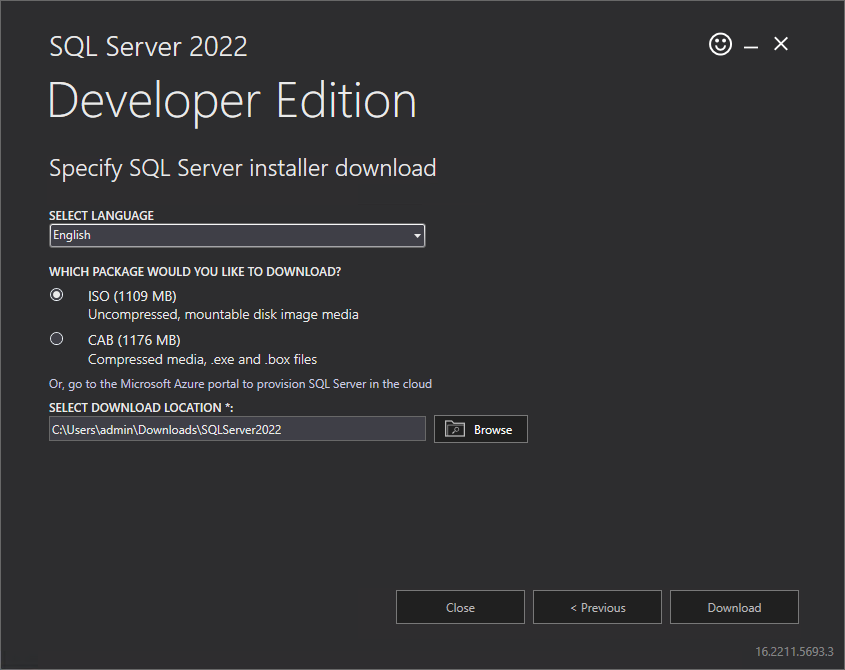 SQL Server 2022
Developer Edition
Specify SQL Server installer download
SELECT LANGUAGE
English
WHICH PACKAGE WOULD YOU LIKE TO DOWNLOAD?
ISO (1109 MB)
Uncompressed, mountable disk image media
CAB (1176 MB)
Compressed media, .exe and .box files
Or, go to the Microsoft Azure portal to provision SQL Server in the cloud
SELECT DOWNLOAD LOCATION *:
C:\Users\admin\Downloads\SQLServer2022
Browse
Close
< Previous
Download
16.2211.5693.3